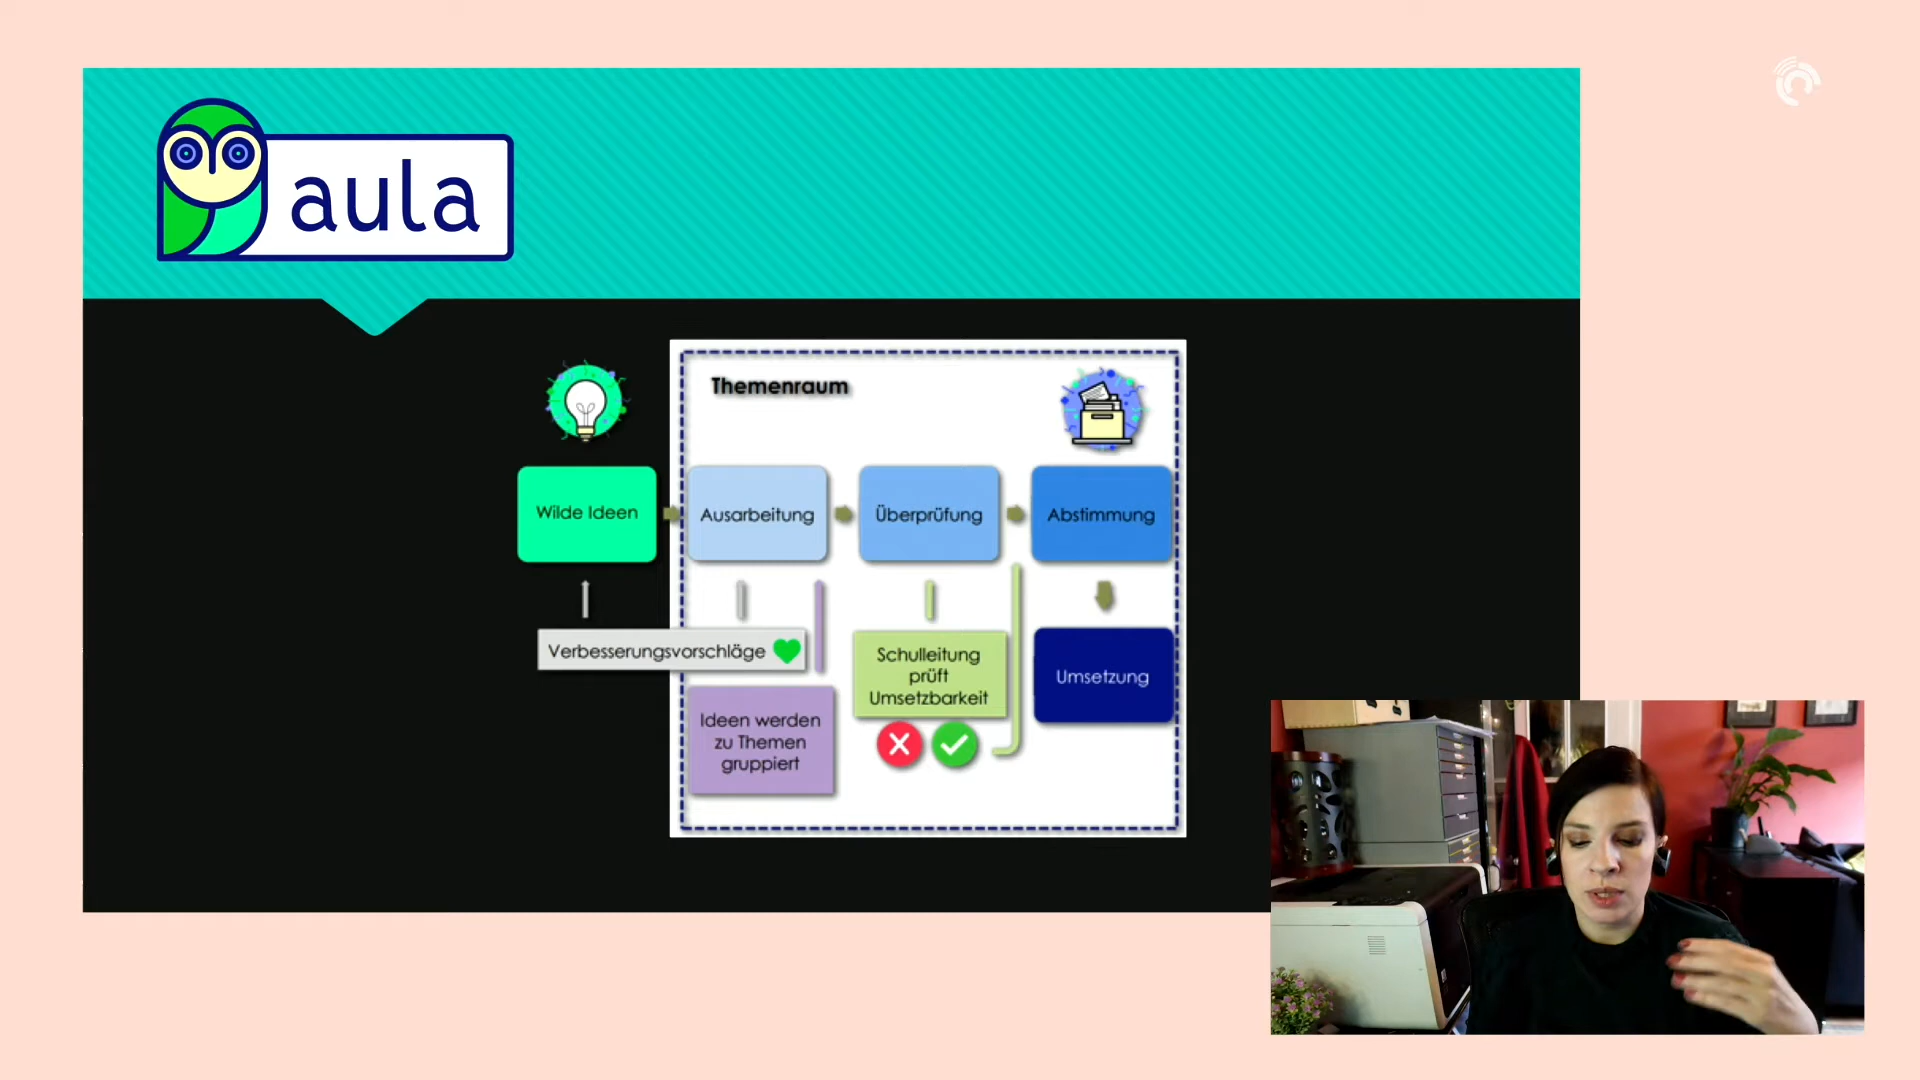 aula
Themenraum
Wilde Ideen
Ausarbeitung
Überprüfung
Abstimmung
Verbesserungsvorschläge
Schulleitung
prüft
Umsetzbarkeit
Umsetzung
Ideen werden
zu Themen
gruppiert